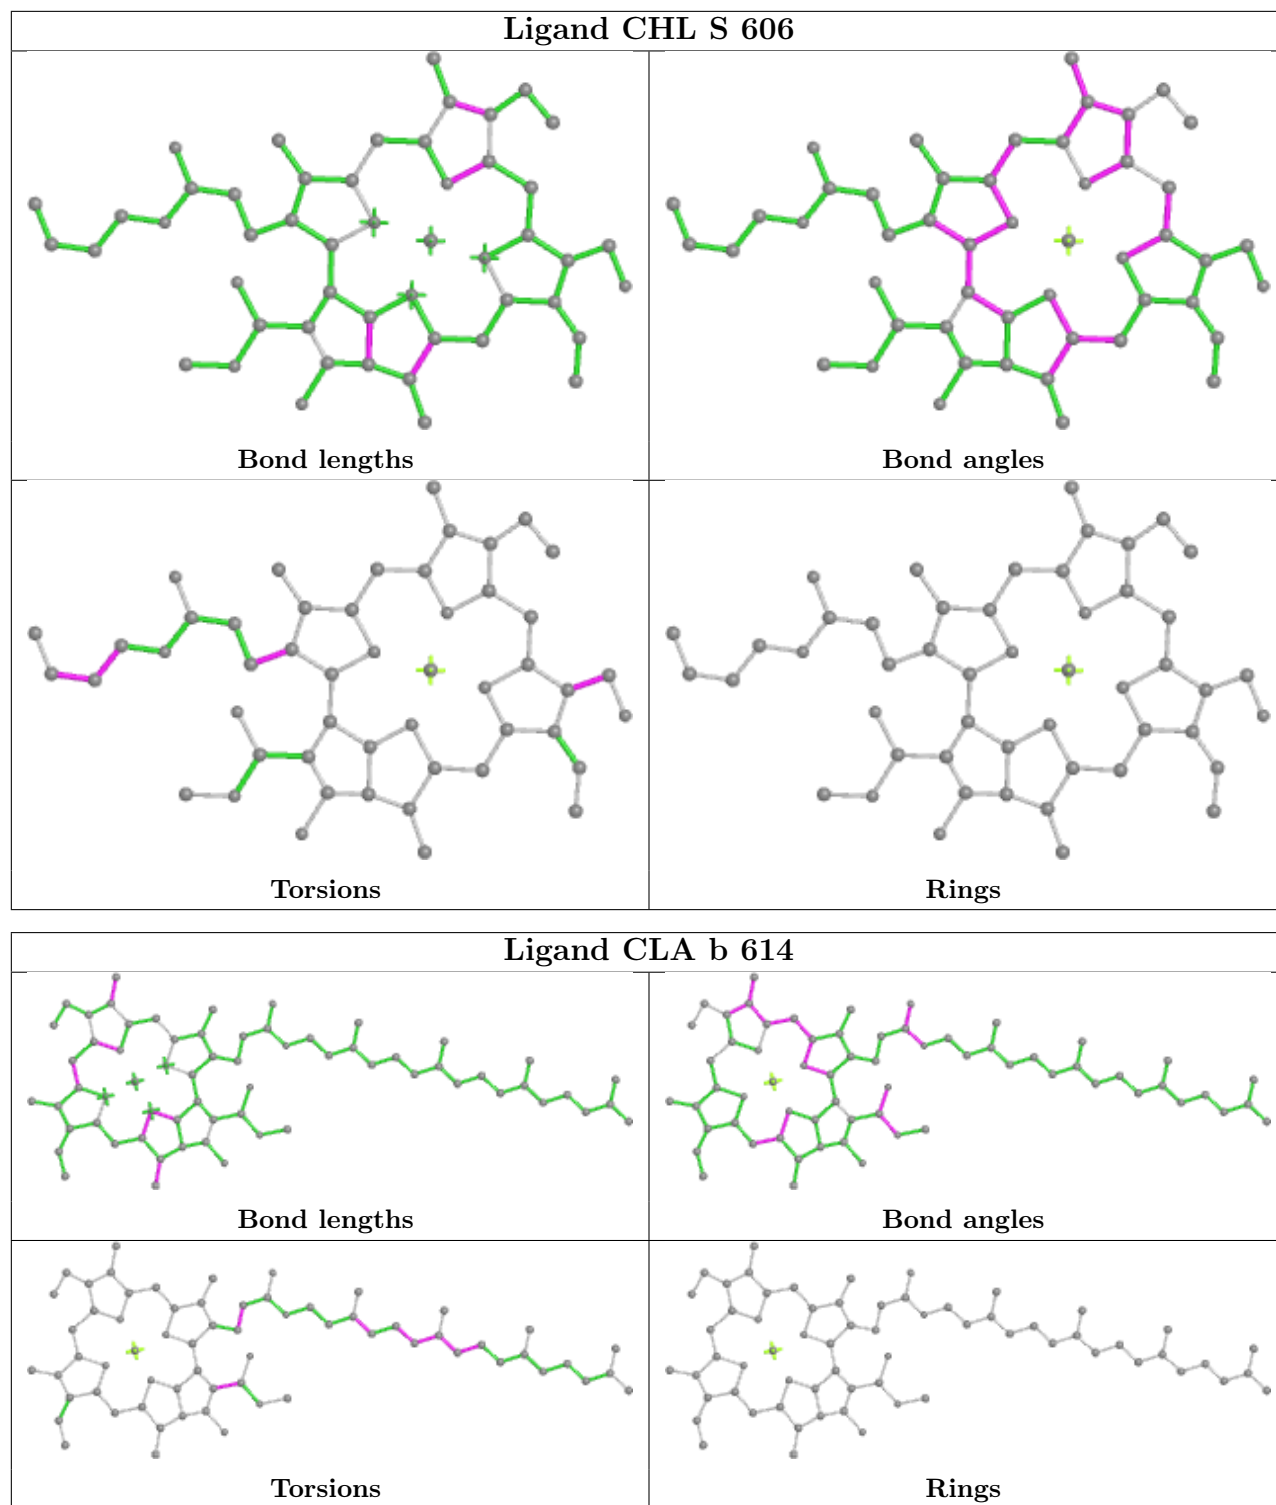 Ligand CHL S 606
Bond lengths
Bond angles
Torsions
Rings
Ligand CLA b 614
Bond lengths
Bond angles
Torsions
Rings